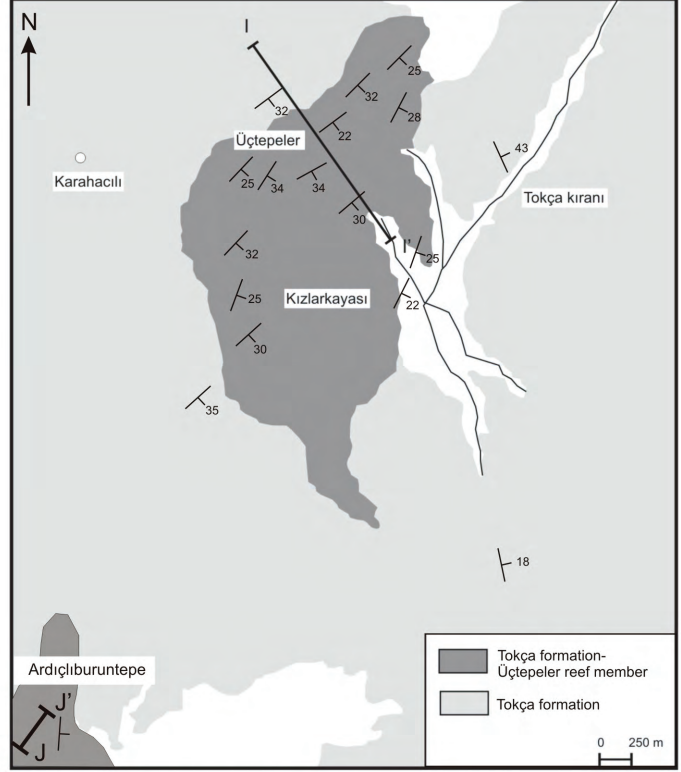 N
I
25
32
28
32
22
Üçtepeler
43
Karahacılı
25
34
34
Tokça kıranı
30
I'
32
25
25
Kızlarkayası
22
30
35
18
Tokça formation-
Üçtepeler reef member
Ardıçlıburuntepe
Tokça formation
J'
J
0 250 m